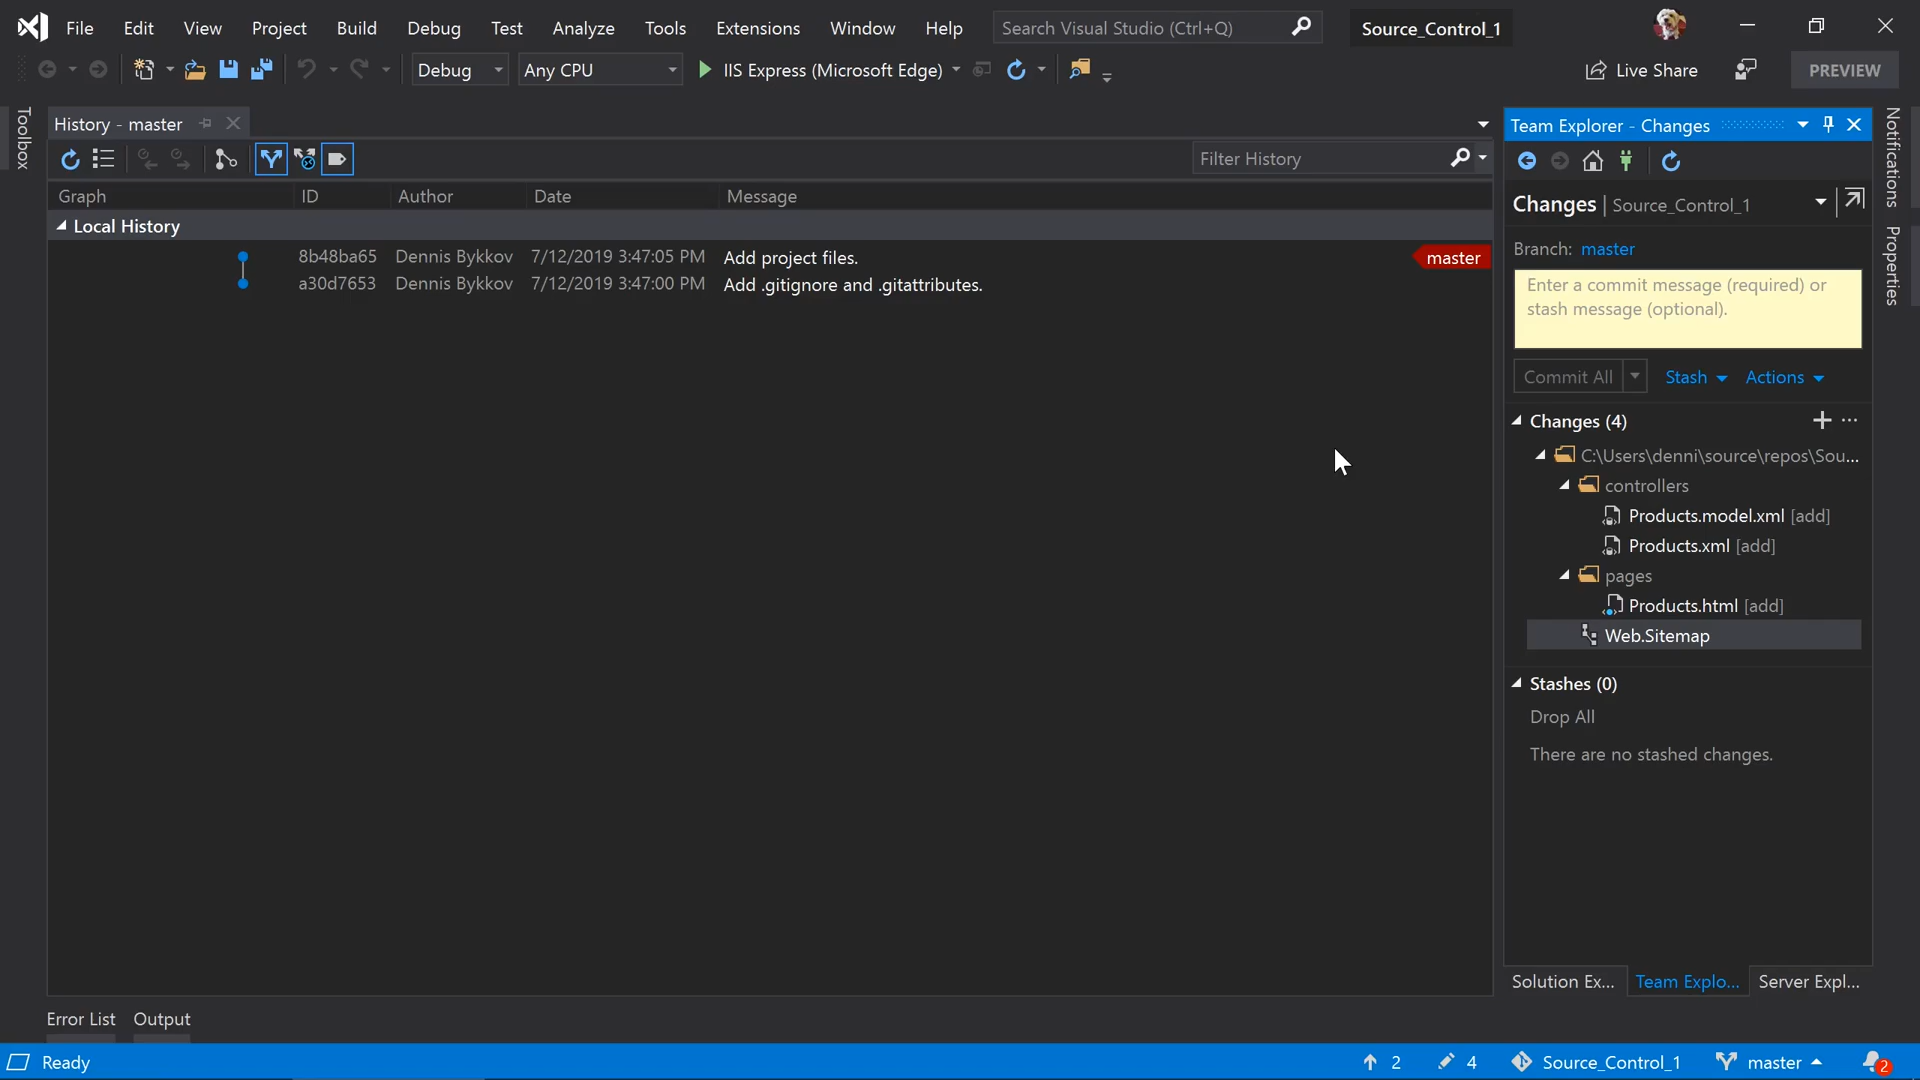 File Edit View Project Build Debug Test Analyze Tools Extensions Window Help Search Visual Studio (Ctrl+Q) Source_Control_1
Debug Any CPU IIS Express (Microsoft Edge) Live Share PREVIEW
Toolbox
History - master
Filter History
Graph ID Author Date Message
Local History
8b48ba65 Dennis Bykkov 7/12/2019 3:47:05 PM Add project files. master
a30d7653 Dennis Bykkov 7/12/2019 3:47:00 PM Add .gitignore and .gitattributes.
Team Explorer - Changes
Changes | Source_Control_1
Branch: master
Enter a commit message (required) or
stash message (optional).
Commit All Stash Actions
Changes (4)
C:\Users\denni\source\repos\Sou...
controllers
Products.model.xml [add]
Products.xml [add]
pages
Products.html [add]
Web.Sitemap
Stashes (0)
Drop All
There are no stashed changes.
Solution Ex... Team Explo... Server Expl...
Notifications
Properties
Error List Output
Ready 2 4 Source_Control_1 master 2